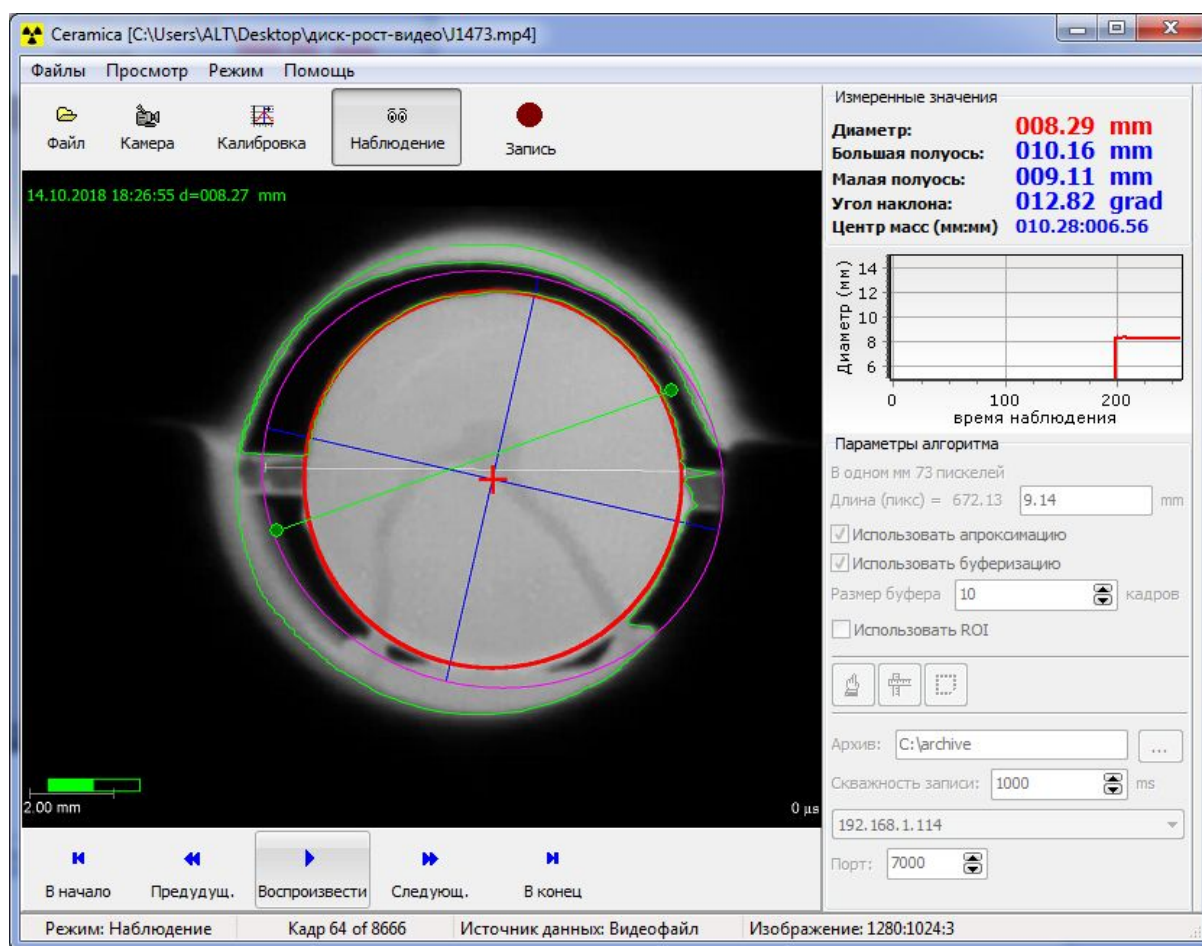 Ceramica [C:\Users\ALT\Desktop\диск-рост-видео\J1473.mp4]
Файлы Просмотр Режим Помощь
Файл Камера Калибровка Наблюдение Запись
14.10.2018 18:26:55 d=008.27 mm
2.00 mm
0 µs
В начало Предудущ. Воспроизвести Следующ. В конец
Измеренные значения
Диаметр: 008.29 mm
Большая полуось: 010.16 mm
Малая полуось: 009.11 mm
Угол наклона: 012.82 grad
Центр масс (мм:мм) 010.28:006.56
Диаметр (мм)
14
12
10
8
6
0 100 200
время наблюдения
Параметры алгоритма
В одном мм 73 пискелей
Длина (пикс) = 672.13 9.14 mm
Использовать апроксимацию
Использовать буферизацию
Размер буфера 10 кадров
Использовать ROI
Архив: C:\archive ...
Скважность записи: 1000 ms
192.168.1.114
Порт: 7000
Режим: Наблюдение Кадр 64 of 8666 Источник данных: Видеофайл Изображение: 1280:1024:3